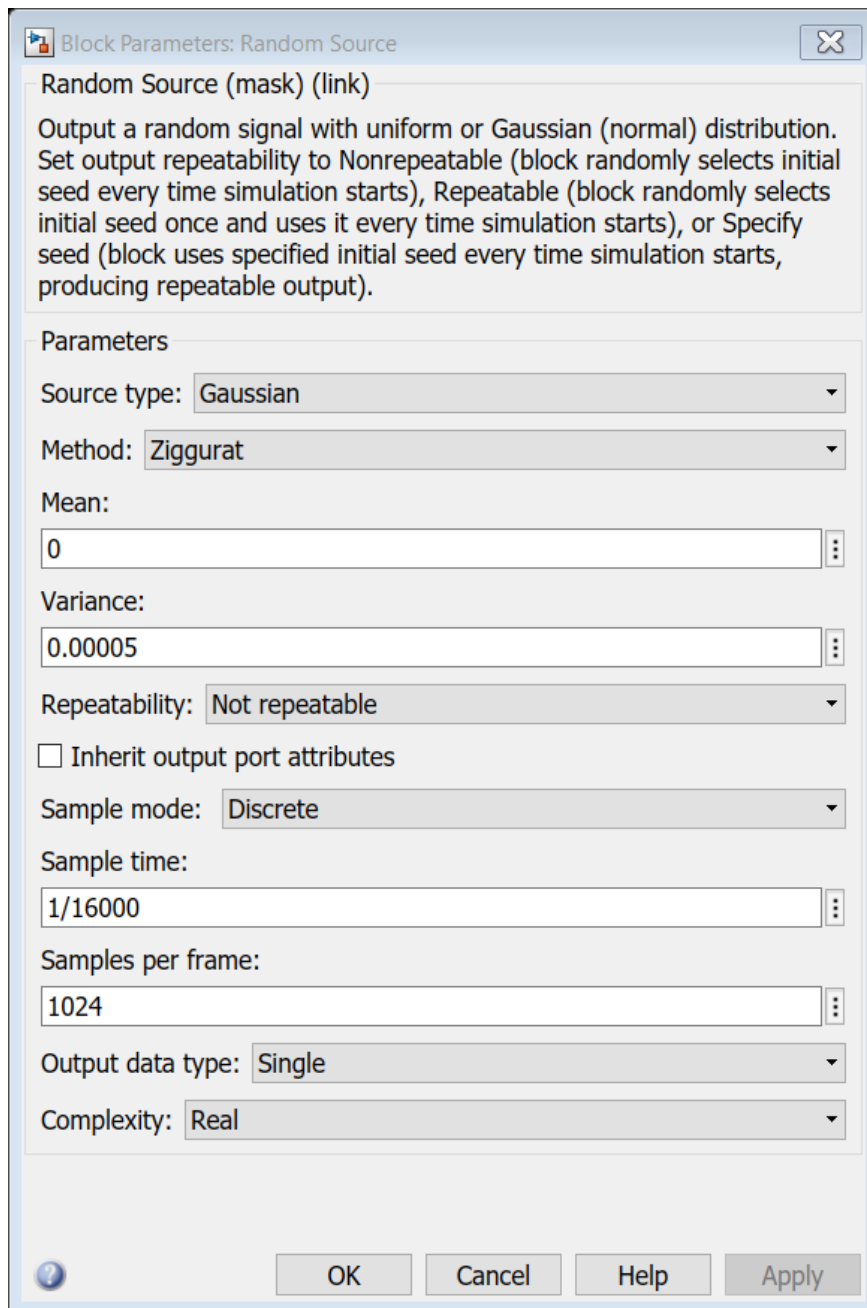 Block Parameters: Random Source
Random Source (mask) (link)
Output a random signal with uniform or Gaussian (normal) distribution.
Set output repeatability to Nonrepeatable (block randomly selects initial
seed every time simulation starts), Repeatable (block randomly selects
initial seed once and uses it every time simulation starts), or Specify
seed (block uses specified initial seed every time simulation starts,
producing repeatable output).
Parameters
Source type: Gaussian
Method: Ziggurat
Mean:
0
Variance:
0.00005
Repeatability: Not repeatable
Inherit output port attributes
Sample mode: Discrete
Sample time:
1/16000
Samples per frame:
1024
Output data type: Single
Complexity: Real
? OK Cancel Help Apply